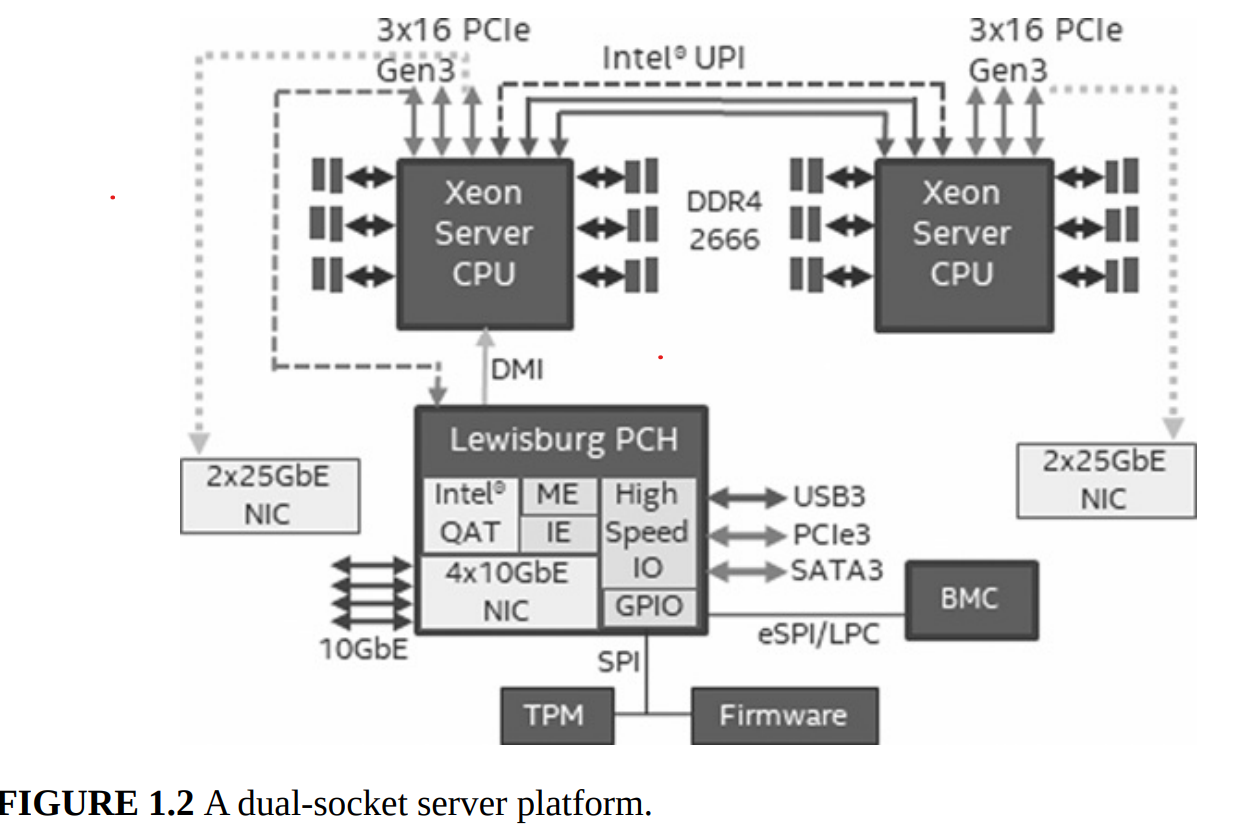 3x16 PCIe
Gen3
Intel® UPI
3x16 PCIe
Gen3
Xeon
Server
CPU
DDR4
2666
Xeon
Server
CPU
DMI
Lewisburg PCH
2x25GbE
NIC
2x25GbE
NIC
Intel®
QAT
ME
IE
High
Speed
IO
GPIO
4x10GbE
NIC
USB3
PCIe3
SATA3
BMC
eSPI/LPC
10GbE
SPI
TPM
Firmware
FIGURE 1.2 A dual-socket server platform.